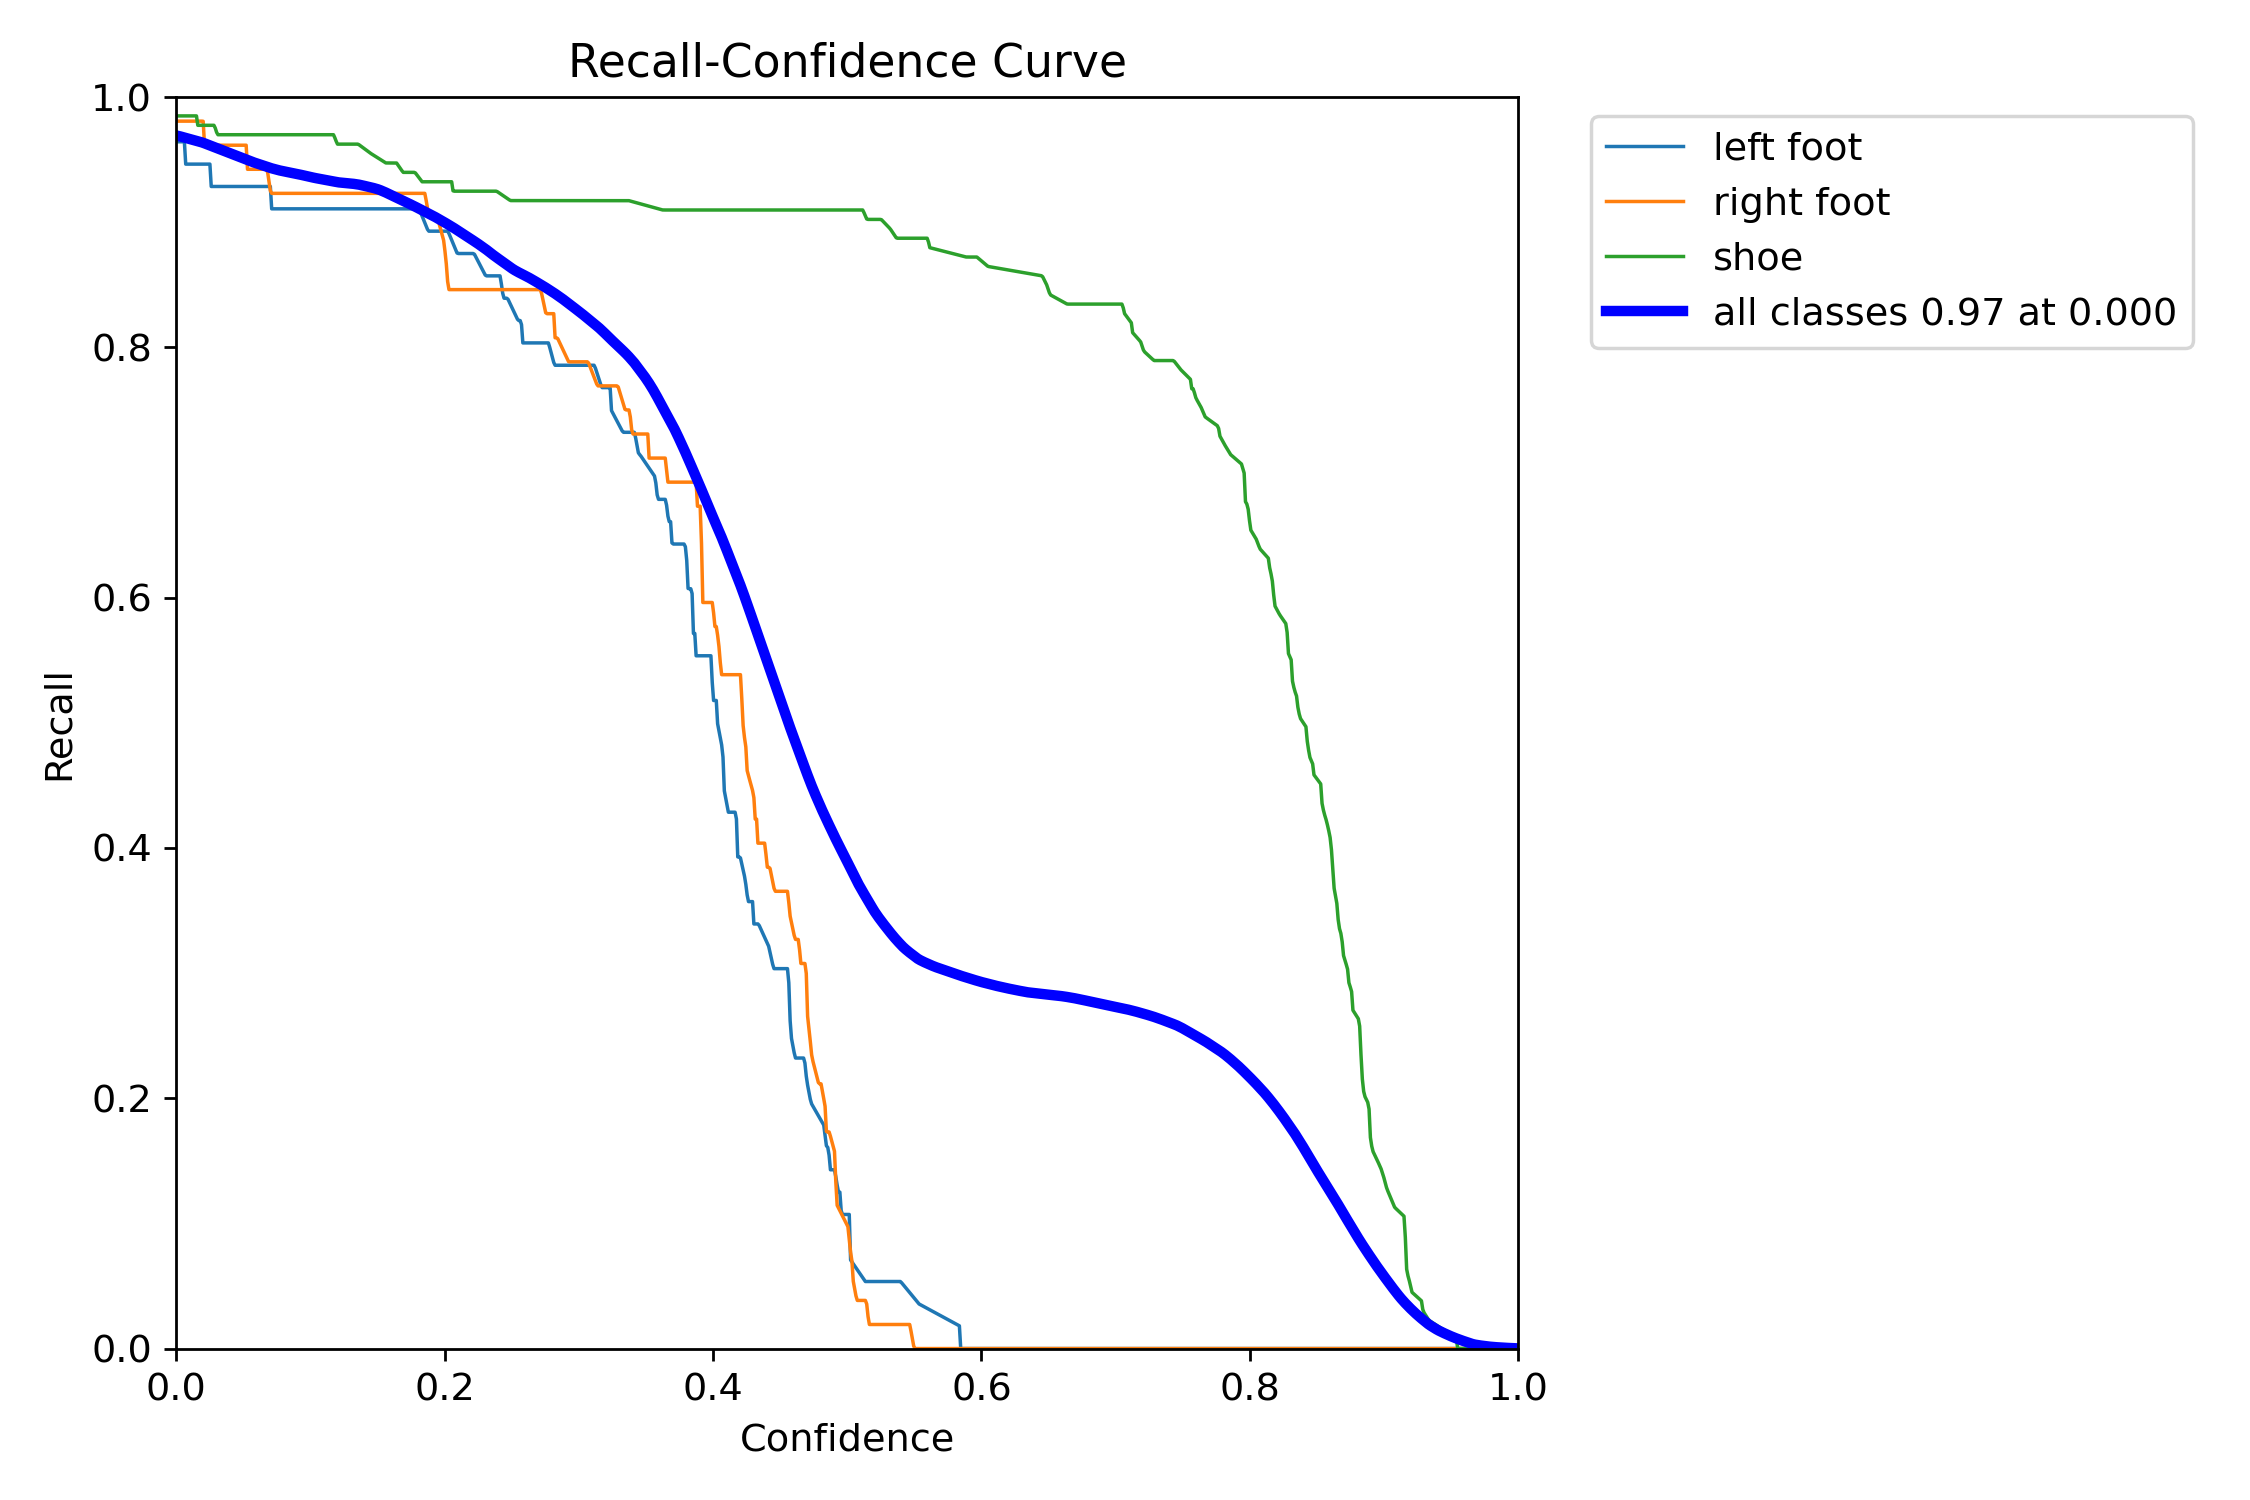 Recall-Confidence Curve
1.0
0.8
0.6
0.4
0.2
0.0
Recall
0.0 0.2 0.4 0.6 0.8 1.0
Confidence
left foot
right foot
shoe
all classes 0.97 at 0.000